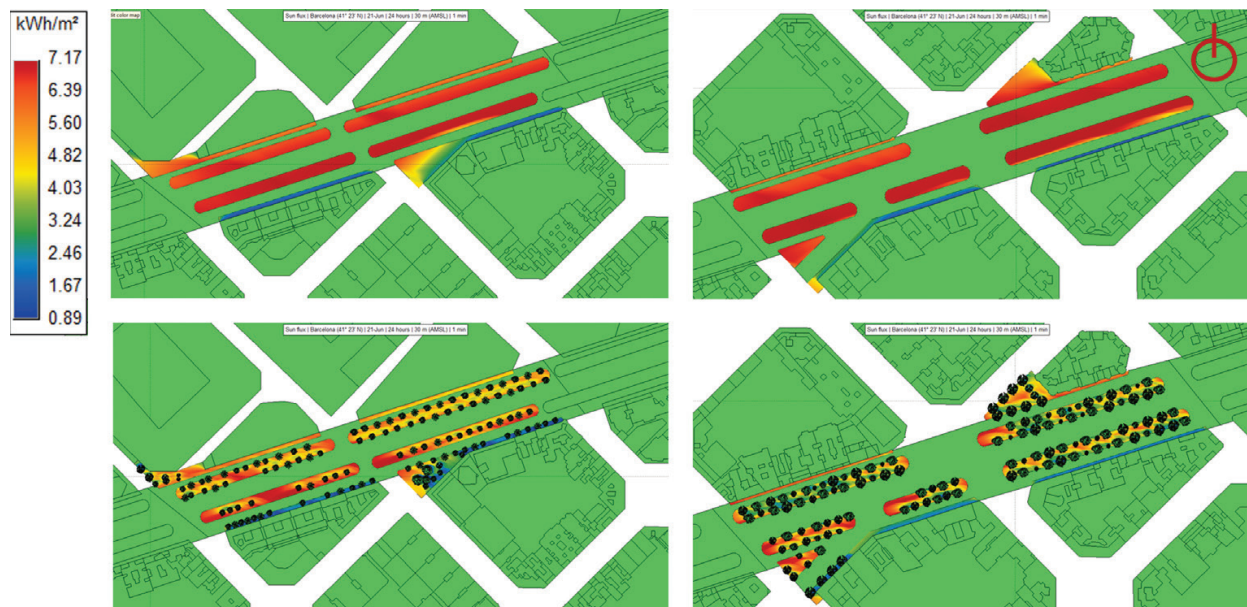 kWh/m²
7.17
6.39
5.60
4.82
4.03
3.24
2.46
1.67
0.89
color map
Sun flux | Barcelona (41° 23' N) | 21-Jun | 24 hours | 30 m (AMSL) | 1 min
Sun flux | Barcelona (41° 23' N) | 21-Jun | 24 hours | 30 m (AMSL) | 1 min
Sun flux | Barcelona (41° 23' N) | 21-Jun | 24 hours | 30 m (AMSL) | 1 min
Sun flux | Barcelona (41° 23' N) | 21-Jun | 24 hours | 30 m (AMSL) | 1 min